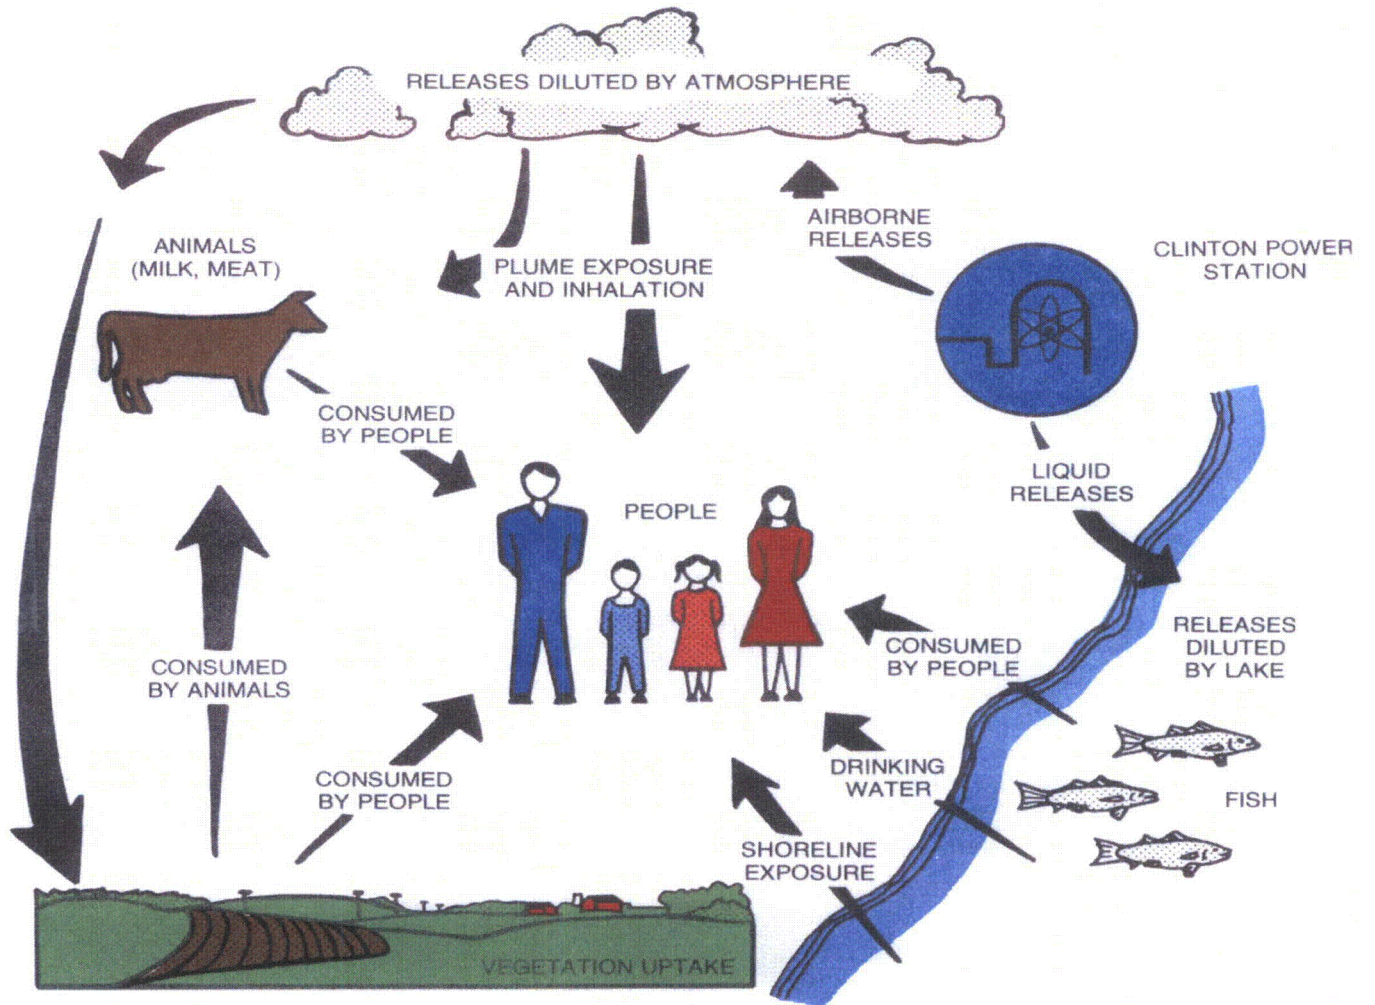 RELEASES DILUTED BY ATMOSPHERE
AIRBORNE
RELEASES
CLINTON POWER
STATION
ANIMALS
(MILK, MEAT)
PLUME EXPOSURE
AND INHALATION
CONSUMED
BY PEOPLE
LIQUID
RELEASES
PEOPLE
RELEASES
DILUTED
BY LAKE
CONSUMED
BY PEOPLE
CONSUMED
BY ANIMALS
DRINKING
WATER
CONSUMED
BY PEOPLE
FISH
SHORELINE
EXPOSURE
VEGETATION UPTAKE